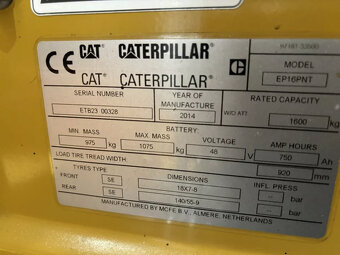 CE CAT CATERPILLAR
CAT CATERPILLAR
MODEL
EP16PNT
SERIAL NUMBER
YEAR OF MANUFACTURE
RATED CAPACITY
ETB23 00328
2014
W/O ATT.
1600 kg
BATTERY:
MIN. MASS
MAX. MASS
VOLTAGE
AMP HOURS
975 kg
1075 kg
48 V
750 Ah
LOAD TIRE TREAD WIDTH
920 mm
TYRES TYPE
DIMENSIONS
INFL. PRESS
FRONT
SE
18X7-8
bar
REAR
SE
140/55-9
bar
MANUFACTURED BY MCFE B.V., ALMERE, NETHERLANDS